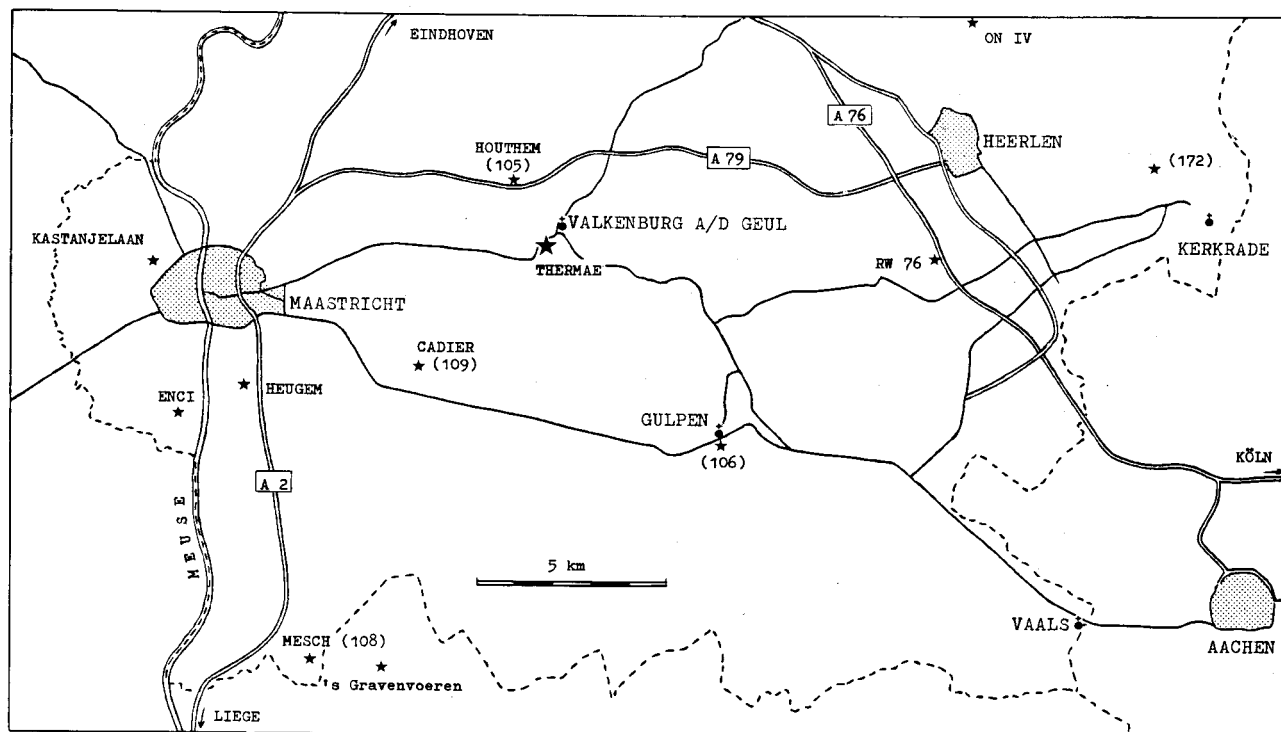 EINDHOVEN
ON IV
A 76
HOUTHEM
(105)
A 79
HEERLEN
(172)
VALKENBURG A/D GEUL
KERKRADE
KASTANJELAAN
THERMAE
RW 76
MAASTRICHT
CADIER
(109)
HEUGEM
ENCI
GULPEN
(106)
KÖLN
A 2
MEUSE
5 km
VAALS
AACHEN
MESCH (108)
's Gravenvoeren
LIEGE